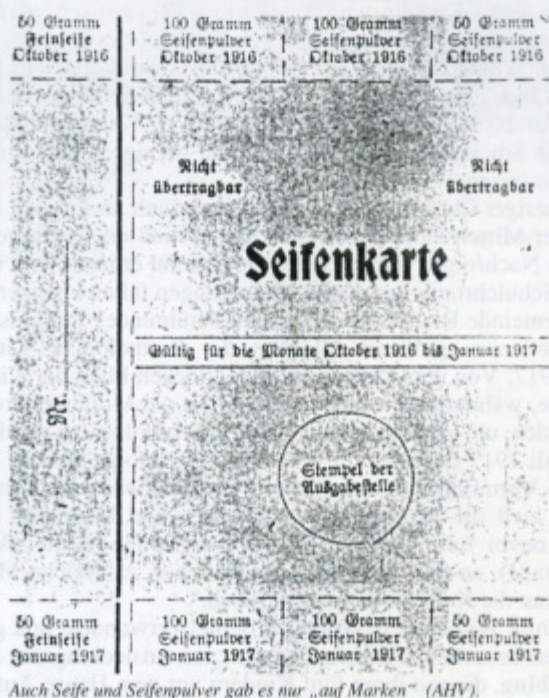 50 Gramm
Feinseife
Oktober 1916
100 Gramm
Seifenpulver
Oktober 1916
100 Gramm
Seifenpulver
Oktober 1916
50 Gramm
Seifenpulver
Oktober 1916
Nicht
übertragbar
Nicht
übertragbar
Seifenkarte
Gültig für die Monate Oktober 1916 bis Januar 1917
Nr.
Stempel der
Ausgabestelle
50 Gramm
Feinseife
Januar 1917
100 Gramm
Seifenpulver
Januar 1917
100 Gramm
Seifenpulver
Januar 1917
50 Gramm
Seifenpulver
Januar 1917
Auch Seife und Seifenpulver gab es nur „auf Marken" (AHV).